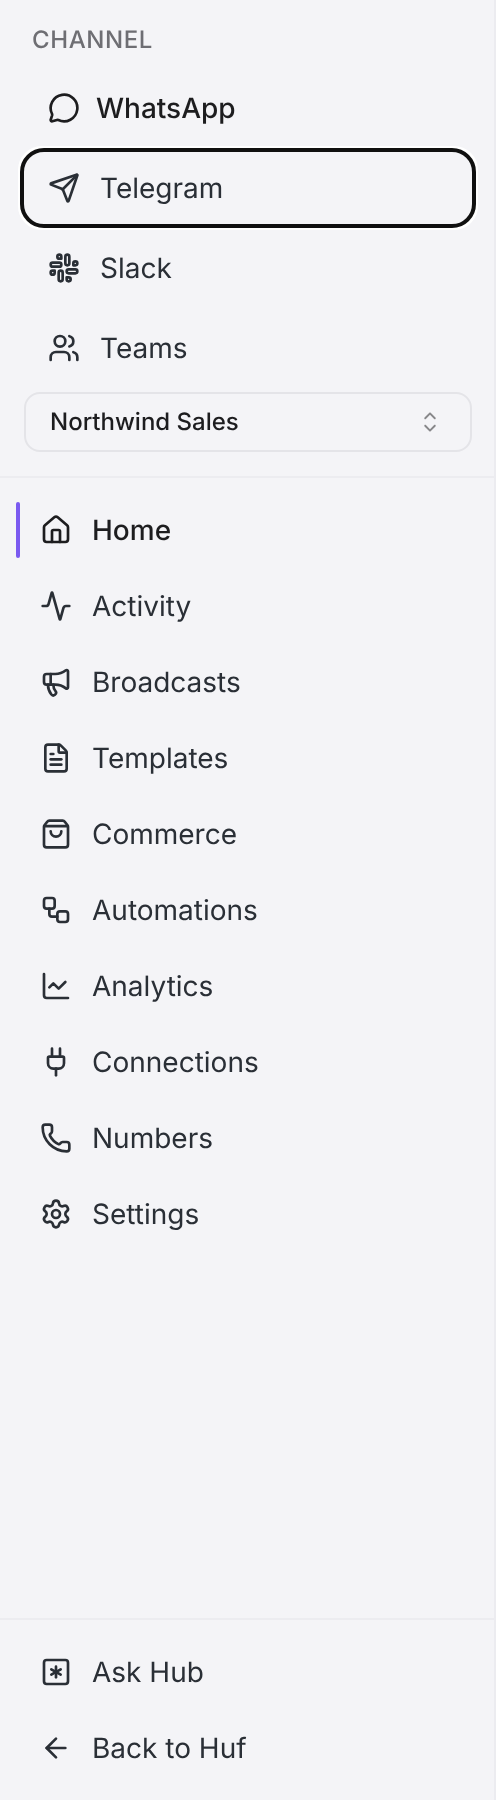 CHANNEL
WhatsApp
Telegram
Slack
Teams
Northwind Sales
Home
Activity
Broadcasts
Templates
Commerce
Automations
Analytics
Connections
Numbers
Settings
Ask Hub
Back to Huf